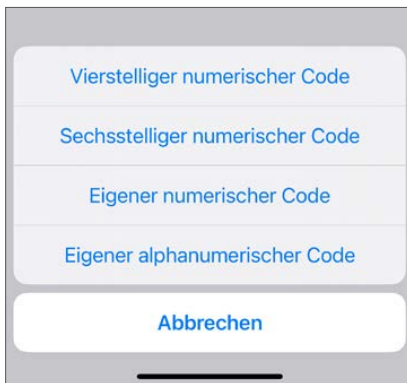 Vierstelliger numerischer Code
Sechsstelliger numerischer Code
Eigener numerischer Code
Eigener alphanumerischer Code
Abbrechen